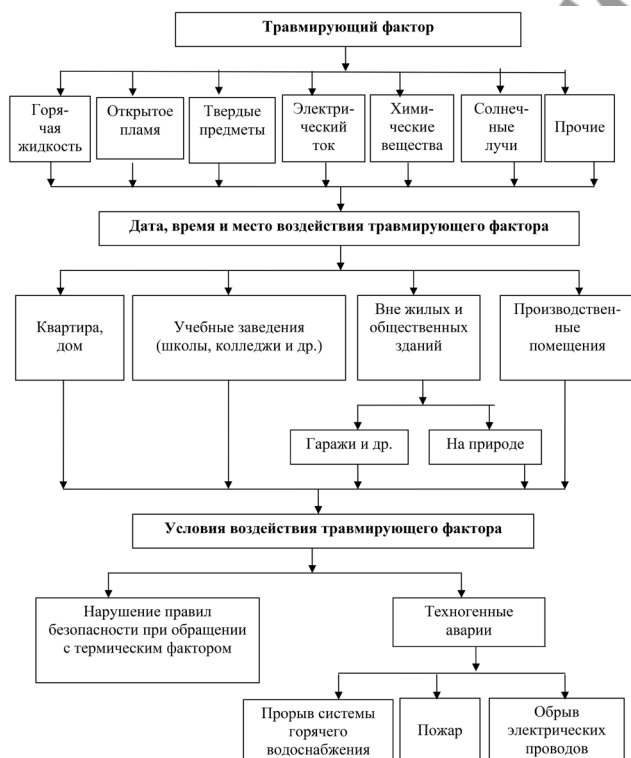 Травмирующий фактор
Горя-
чая
жидкость
Открытое
пламя
Твердые
предметы
Электри-
ческий
ток
Хими-
ческие
вещества
Солнеч-
ные
лучи
Прочие
Дата, время и место воздействия травмирующего фактора
Квартира,
дом
Учебные заведения
(школы, колледжи и др.)
Вне жилых и
общественных
зданий
Производствен-
ные
помещения
Гаражи и др.
На природе
Условия воздействия травмирующего фактора
Нарушение правил
безопасности при обращении
с термическим фактором
Техногенные
аварии
Прорыв системы
горячего
водоснабжения
Пожар
Обрыв
электрических
проводов